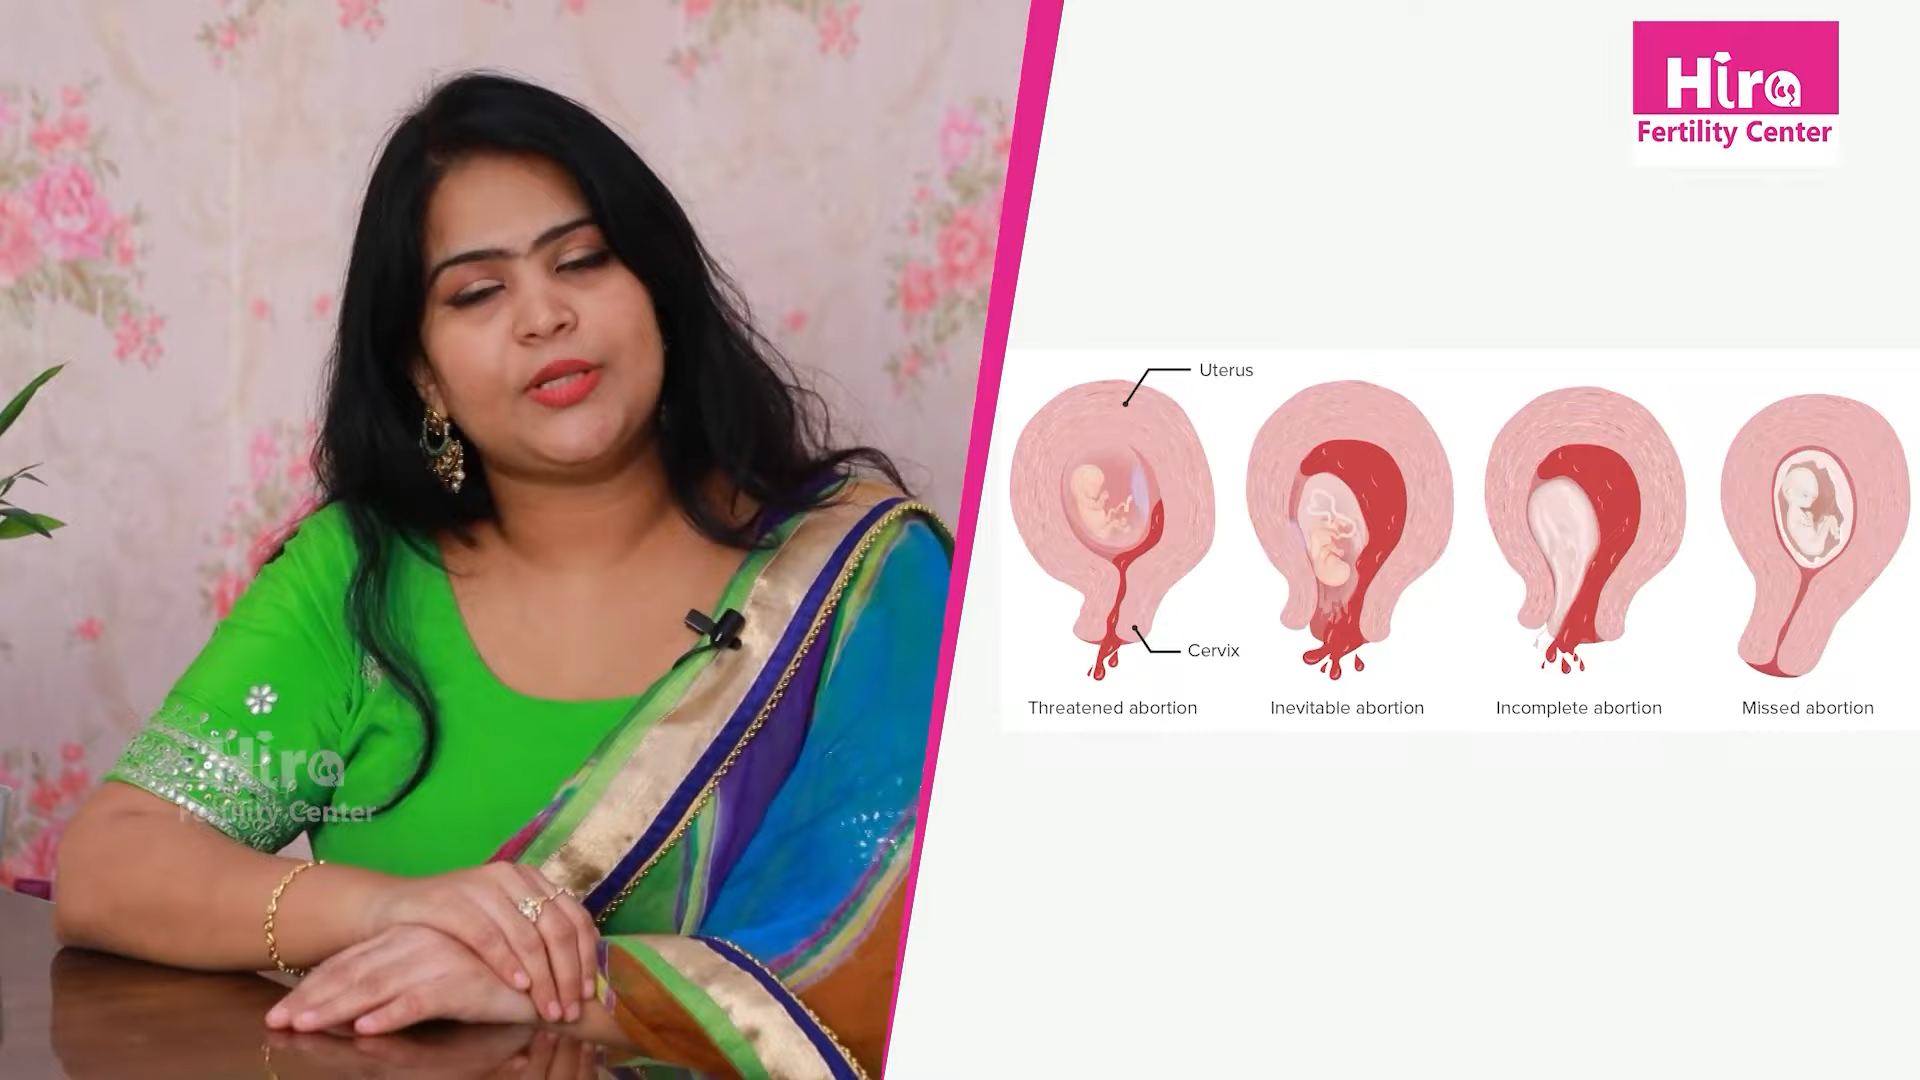 Hira
Fertility Center
Uterus
Cervix
Threatened abortion
Inevitable abortion
Incomplete abortion
Missed abortion
Hira
Fertility Center